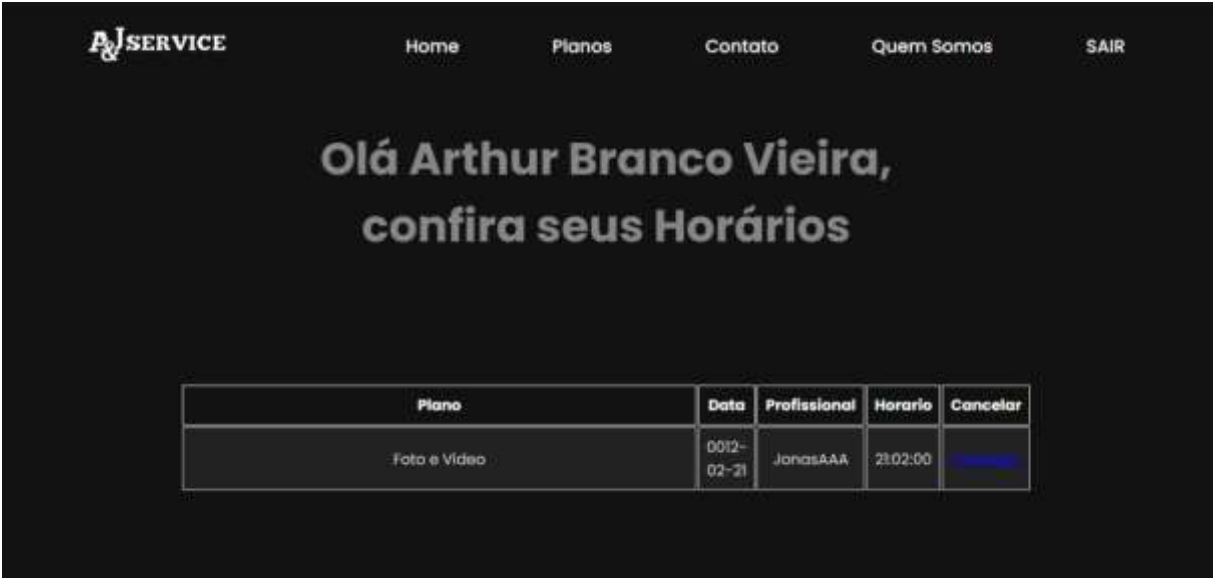 A&J SERVICE
Home Planos Contato Quem Somos SAIR
Olá Arthur Branco Vieira,
confira seus Horários
Plano Data Profissional Horario Cancelar
Foto e Vídeo 0012-
02-21 JonasAAA 21:02:00